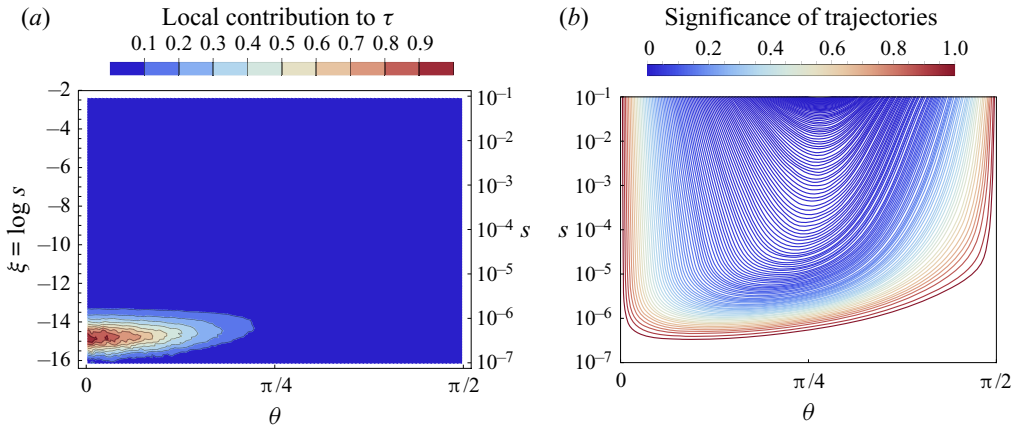 (a) Local contribution to τ
0.1 0.2 0.3 0.4 0.5 0.6 0.7 0.8 0.9
−2
−4
−6
−8
−10
−12
−14
−16
ξ = log s
10⁻¹
10⁻²
10⁻³
10⁻⁴
10⁻⁵
10⁻⁶
10⁻⁷
s
0 π/4 π/2
θ
(b) Significance of trajectories
0 0.2 0.4 0.6 0.8 1.0
10⁻¹
10⁻²
10⁻³
10⁻⁴
10⁻⁵
10⁻⁶
10⁻⁷
s
0 π/4 π/2
θ